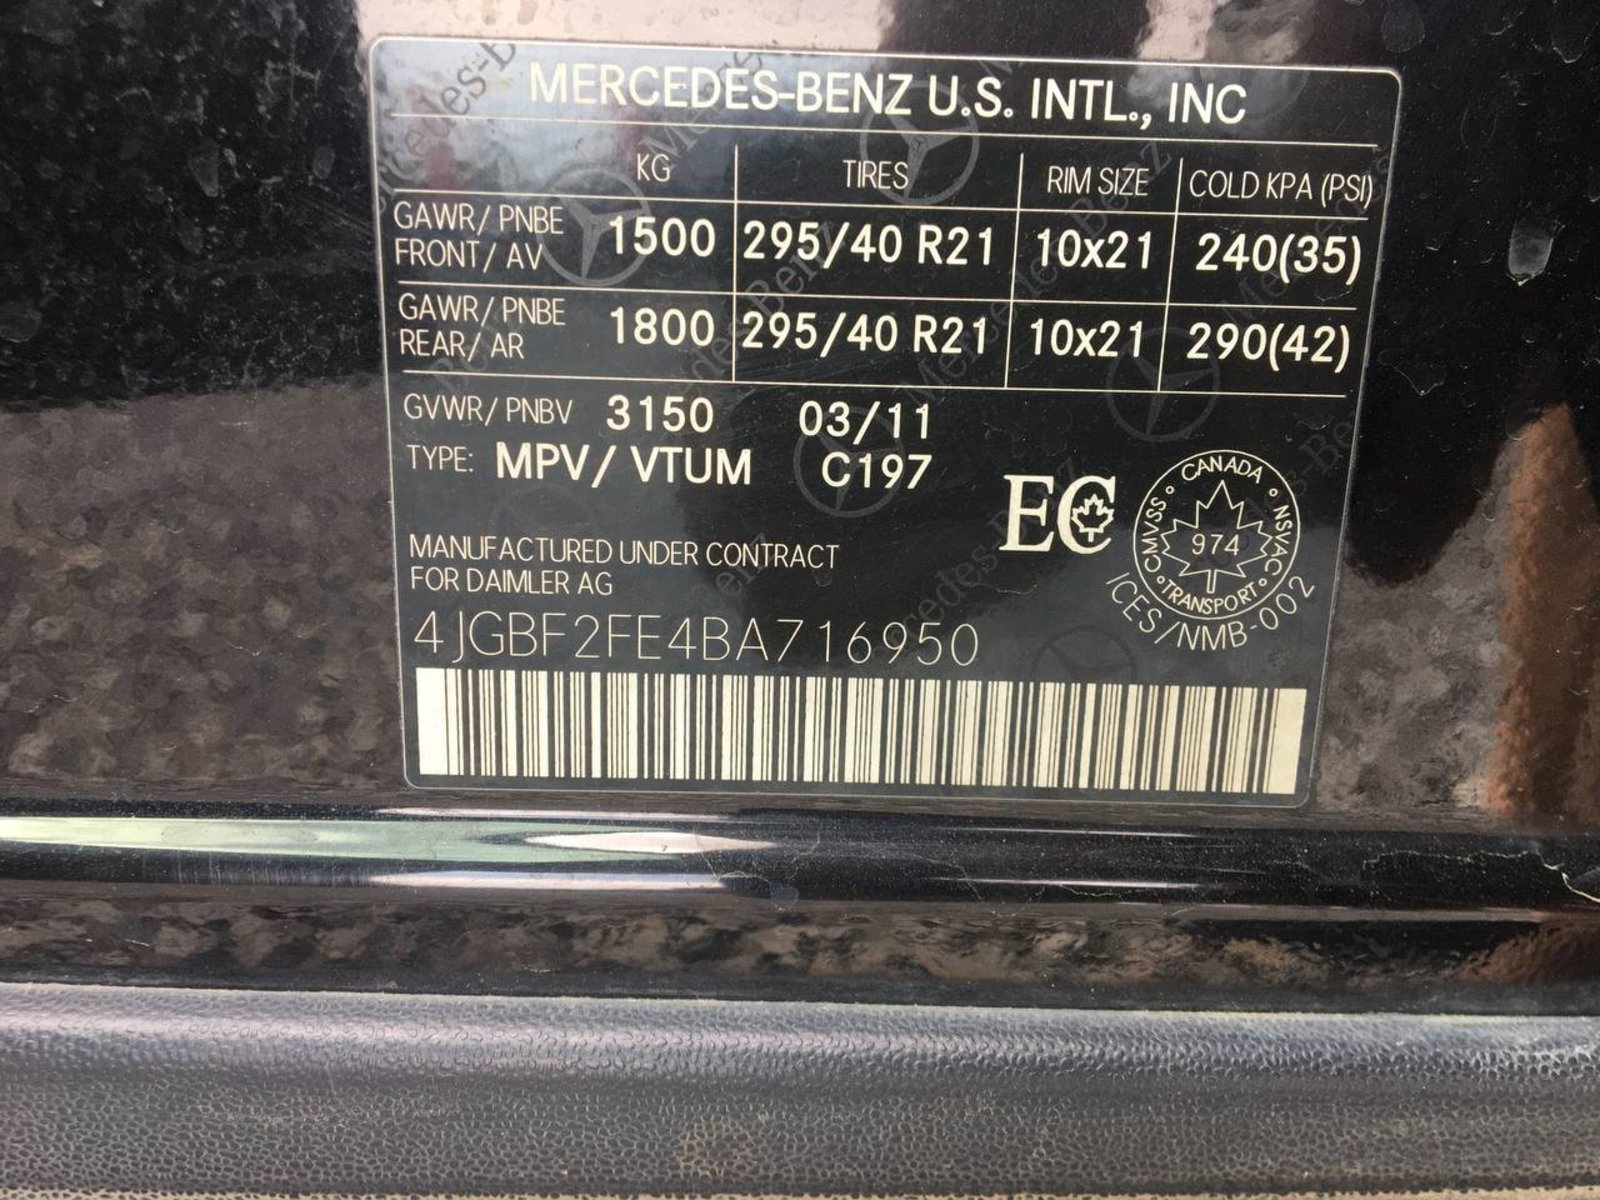 MERCEDES-BENZ U.S. INTL., INC
KG TIRES RIM SIZE COLD KPA (PSI)
GAWR/ PNBE
FRONT/ AV 1500 295/40 R21 10x21 240(35)
GAWR/ PNBE
REAR/ AR 1800 295/40 R21 10x21 290(42)
GVWR/ PNBV 3150 03/11
TYPE: MPV/ VTUM C197
EC
CANADA
CMVSS NSVAC
974
TRANSPORT
ICES/NMB-002
MANUFACTURED UNDER CONTRACT
FOR DAIMLER AG
4JGBF2FE4BA716950